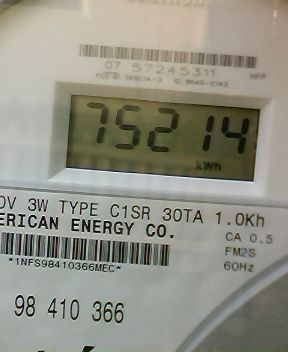 07 57245311
75214
kWh
3W TYPE C1SR 30TA 1.0Kh
ERICAN ENERGY CO.
CA 0.5
FM2S
*1NFS98410366MEC*
60Hz
98 410 366